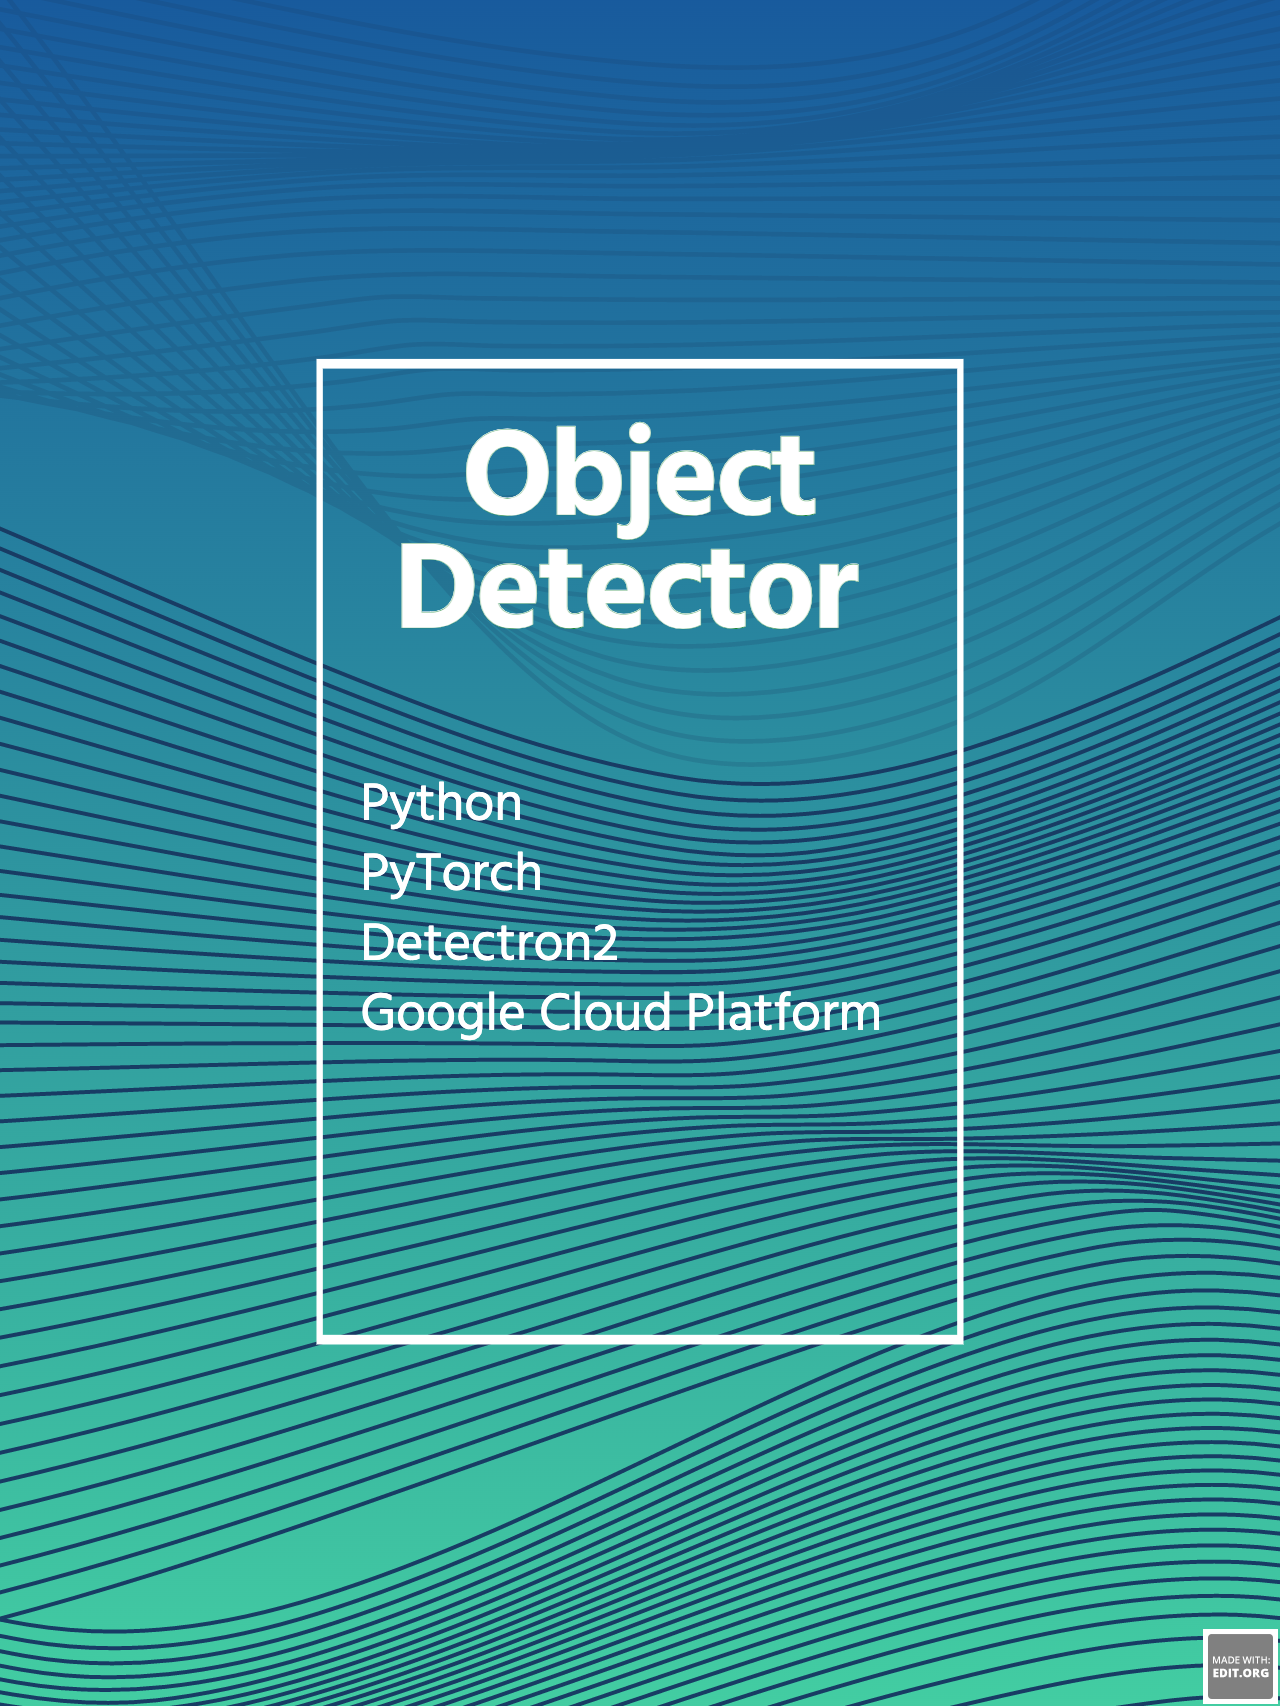 Object
Detector
Python
PyTorch
Detectron2
Google Cloud Platform
MADE WITH:
EDIT.ORG